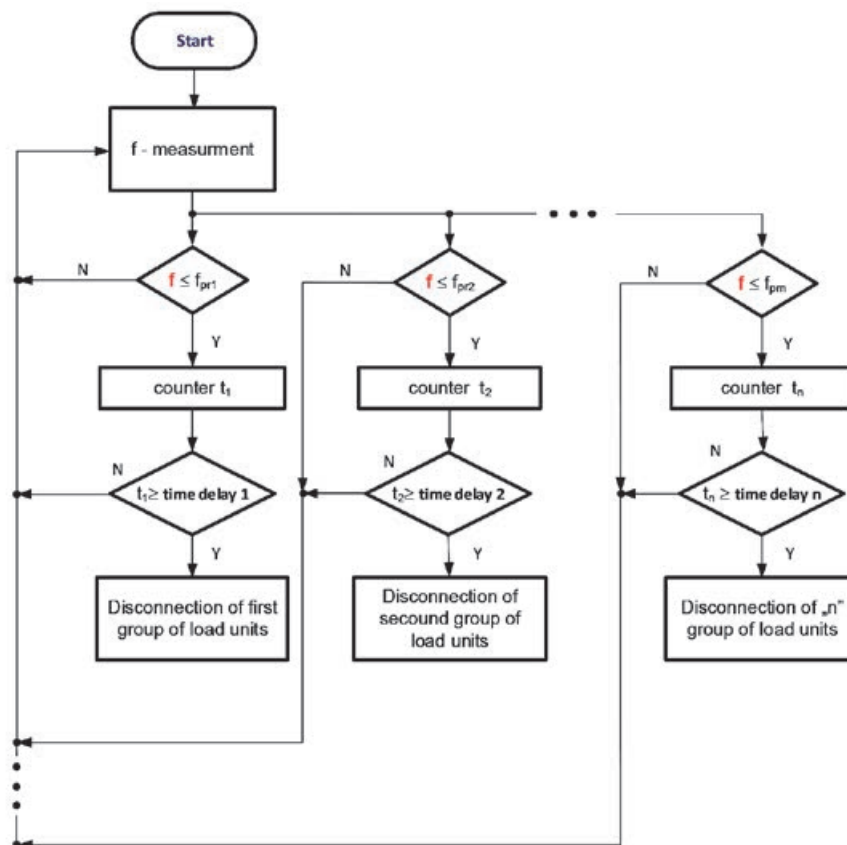 Start
f - measurment
N
f ≤ fpr1
N
f ≤ fpr2
N
f ≤ fprn
Y
Y
Y
counter t1
counter t2
counter tn
N
t1≥ time delay 1
N
t2≥ time delay 2
N
tn ≥ time delay n
Y
Y
Y
Disconnection of first
group of load units
Disconnection of
secound group of
load units
Disconnection of „n”
group of load units